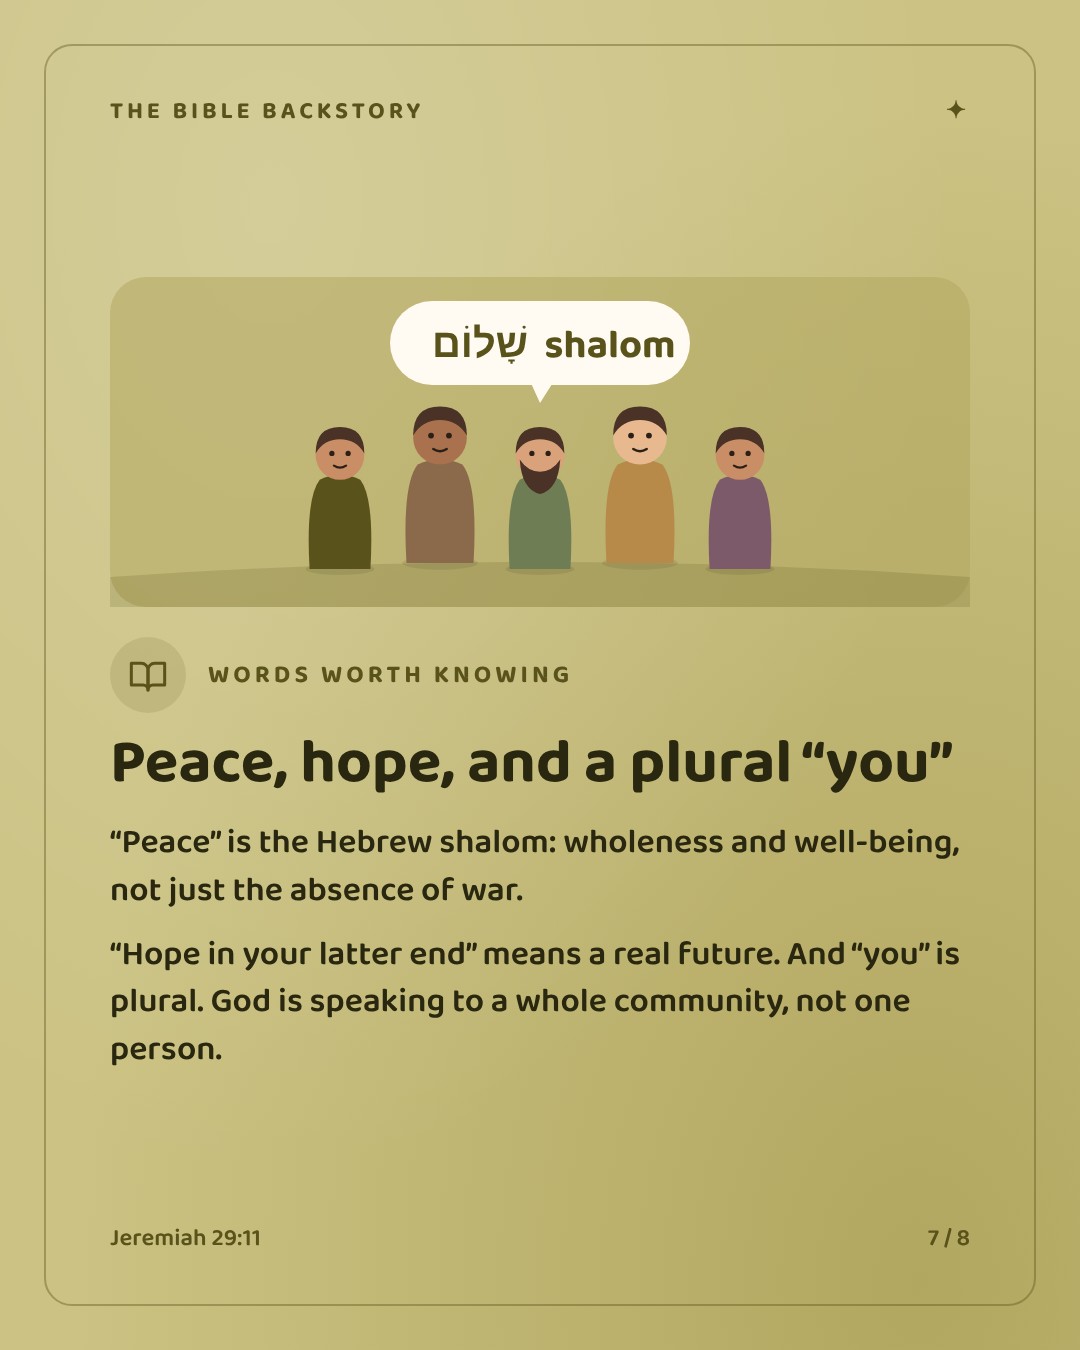 THE BIBLE BACKSTORY ✦
שָׁלוֹם shalom
WORDS WORTH KNOWING
Peace, hope, and a plural “you”
“Peace” is the Hebrew shalom: wholeness and well-being,
not just the absence of war.
“Hope in your latter end” means a real future. And “you” is
plural. God is speaking to a whole community, not one
person.
Jeremiah 29:11
7 / 8